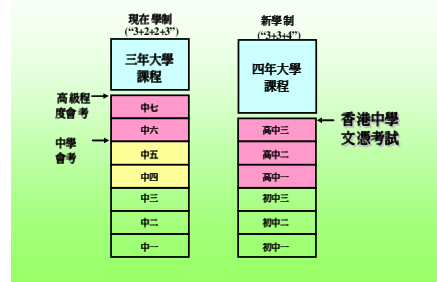 現在學制
(“3+2+2+3”)
三年大學
課程
高級程
度會考
中七
中六
中學
會考
中五
中四
中三
中二
中一
新學制
(“3+3+4”)
四年大學
課程
香港中學
文憑考試
高中三
高中二
高中一
初中三
初中二
初中一